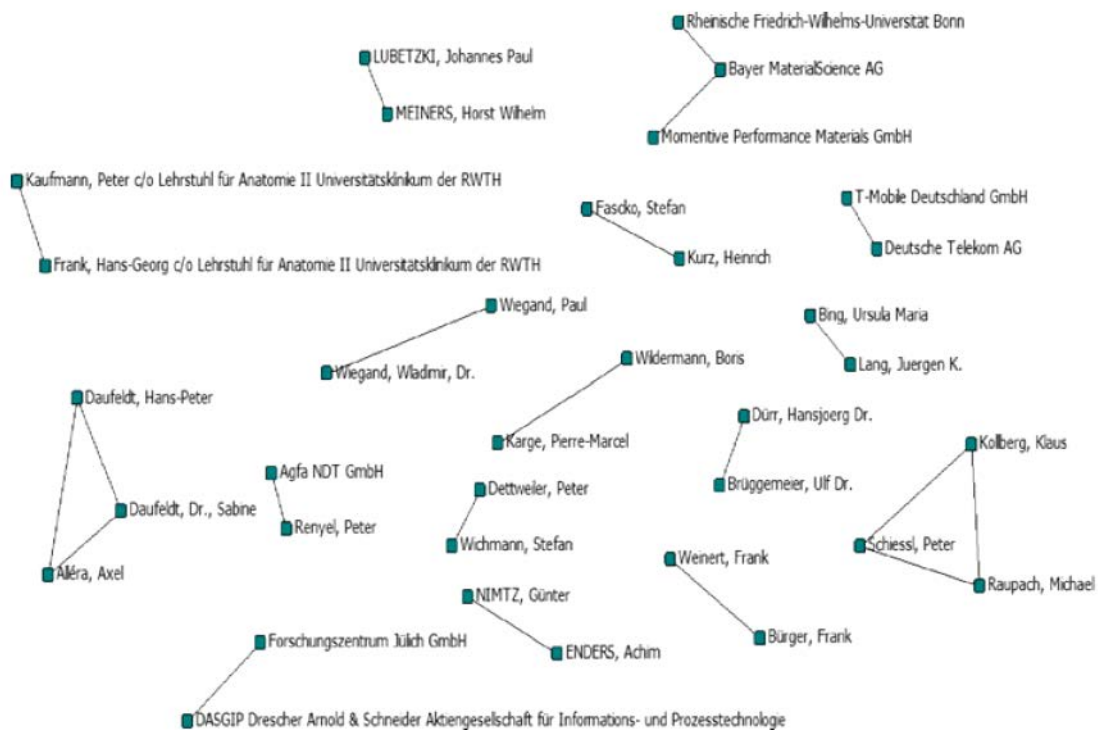 Rheinische Friedrich-Wilhelms-Universität Bonn
LUBETZKI, Johannes Paul
Bayer MaterialScience AG
MEINERS, Horst Wilhelm
Momentive Performance Materials GmbH
Kaufmann, Peter c/o Lehrstuhl für Anatomie II Universitätsklinikum der RWTH
T-Mobile Deutschland GmbH
Fascko, Stefan
Deutsche Telekom AG
Kurz, Heinrich
Frank, Hans-Georg c/o Lehrstuhl für Anatomie II Universitätsklinikum der RWTH
Wiegand, Paul
Bing, Ursula Maria
Wildermann, Boris
Lang, Juergen K.
Wiegand, Wladimir, Dr.
Daufeldt, Hans-Peter
Dürr, Hansjoerg Dr.
Karge, Pierre-Marcel
Kollberg, Klaus
Agfa NDT GmbH
Brüggemeier, Ulf Dr.
Dettweiler, Peter
Daufeldt, Dr., Sabine
Renyel, Peter
Wichmann, Stefan
Schiessl, Peter
Weinert, Frank
Alléra, Axel
Raupach, Michael
NIMTZ, Günter
Bürger, Frank
Forschungszentrum Jülich GmbH
ENDERS, Achim
DASGIP Drescher Arnold & Schneider Aktiengesellschaft für Informations- und Prozesstechnologie